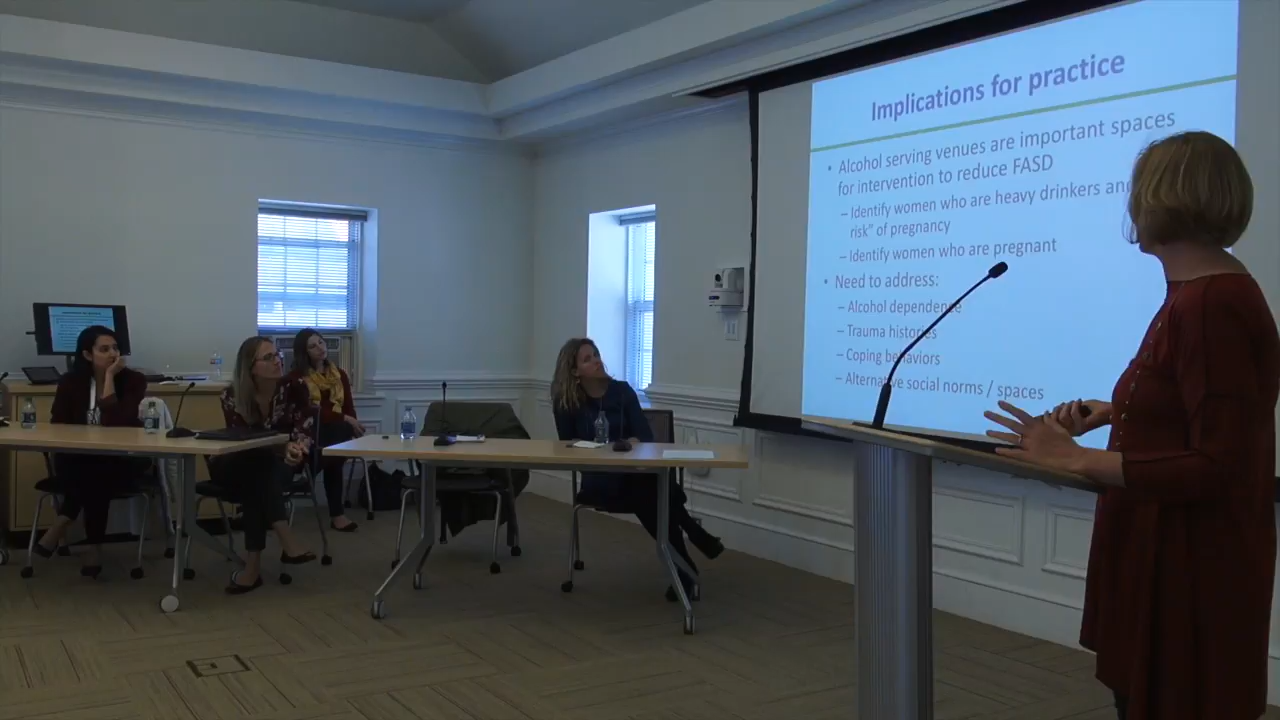 Implications for practice
• Alcohol serving venues are important spaces
for intervention to reduce FASD
– Identify women who are heavy drinkers and
risk" of pregnancy
– Identify women who are pregnant
• Need to address:
– Alcohol dependence
– Trauma histories
– Coping behaviors
– Alternative social norms / spaces